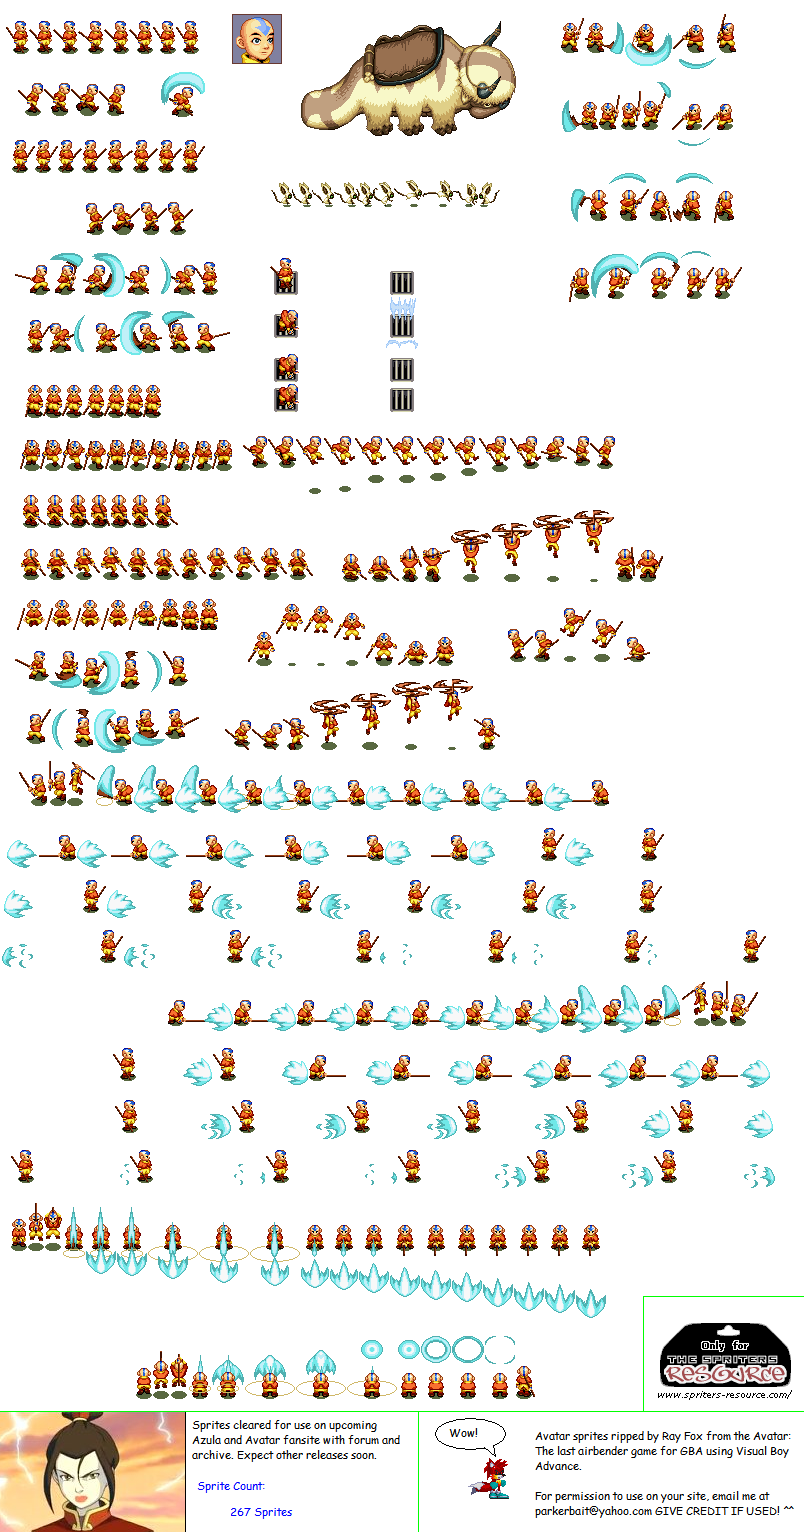 Only for
THE SPRITERS
RESOURCE
www.spriters-resource.com/
Sprites cleared for use on upcoming
Azula and Avatar fansite with forum and
archive. Expect other releases soon.
Sprite Count:
267 Sprites
Wow!
Avatar sprites ripped by Ray Fox from the Avatar:
The last airbender game for GBA using Visual Boy
Advance.
For permission to use on your site, email me at
parkerbait@yahoo.com GIVE CREDIT IF USED! ^^